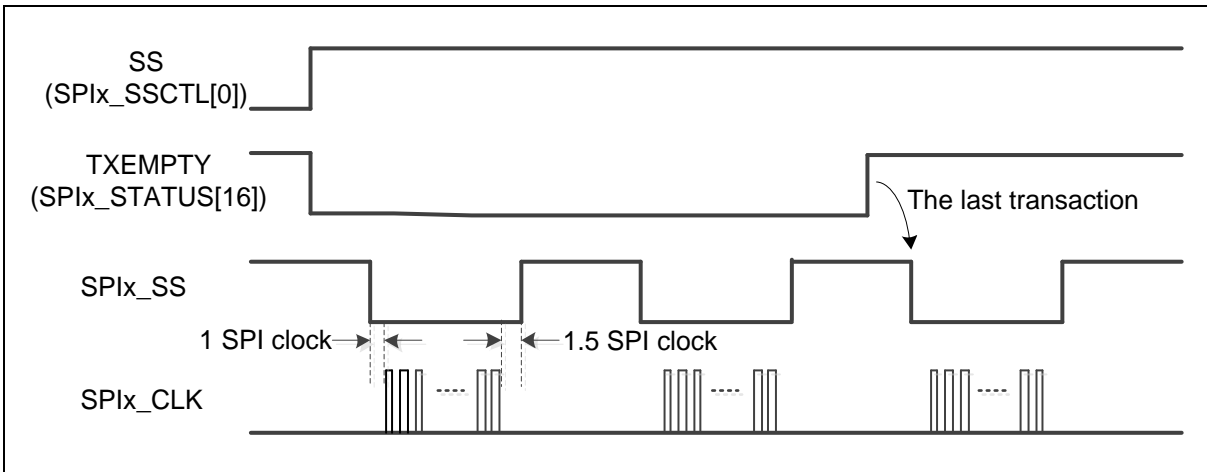 SS
(SPIx_SSCTL[0])
TXEMPTY
(SPIx_STATUS[16])
The last transaction
SPIx_SS
1 SPI clock
1.5 SPI clock
SPIx_CLK